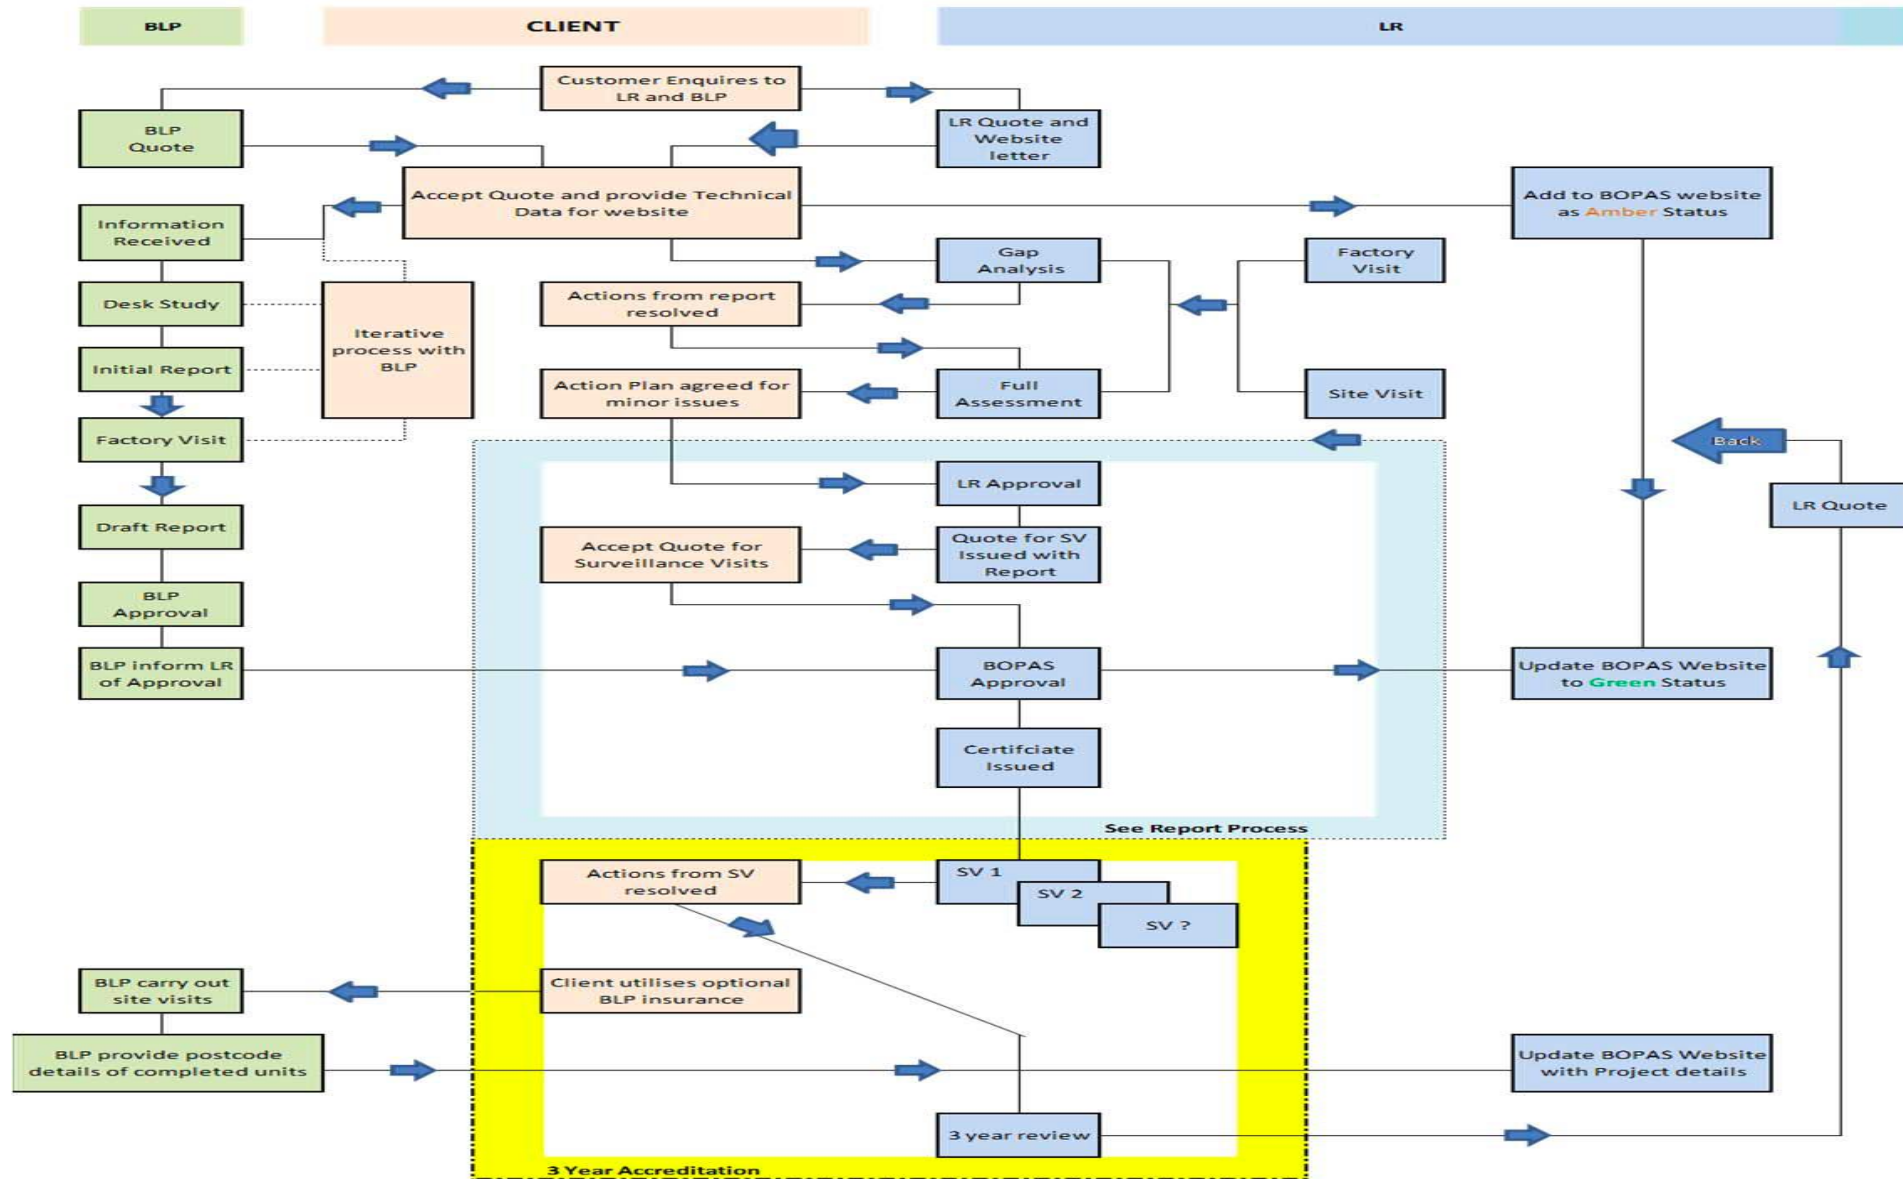 BLP
CLIENT
LR
Customer Enquires to
LR and BLP
BLP
Quote
LR Quote and
Website
letter
Accept Quote and provide Technical
Data for website
Add to BOPAS website
as Amber Status
Information
Received
Gap
Analysis
Factory
Visit
Desk Study
Actions from report
resolved
Iterative
process with
BLP
Initial Report
Action Plan agreed for
minor issues
Full
Assessment
Site Visit
Factory Visit
Back
LR Approval
LR Quote
Draft Report
Accept Quote for
Surveillance Visits
Quote for SV
Issued with
Report
BLP
Approval
BLP inform LR
of Approval
BOPAS
Approval
Update BOPAS Website
to Green Status
Certifciate
Issued
See Report Process
Actions from SV
resolved
SV 1
SV 2
SV ?
BLP carry out
site visits
Client utilises optional
BLP insurance
BLP provide postcode
details of completed units
Update BOPAS Website
with Project details
3 year review
3 Year Accreditation